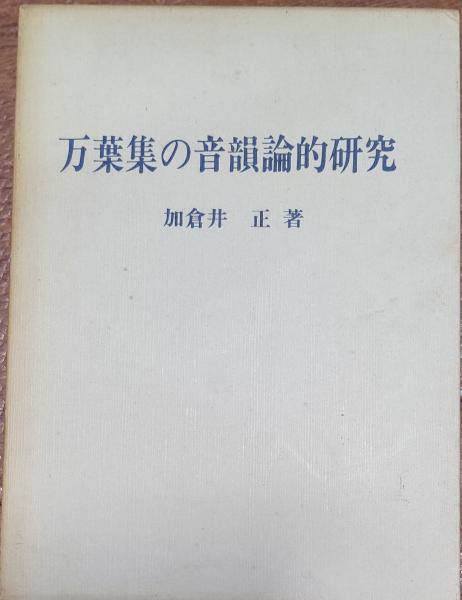 万葉集の音韻論的研究
加倉井　正 著